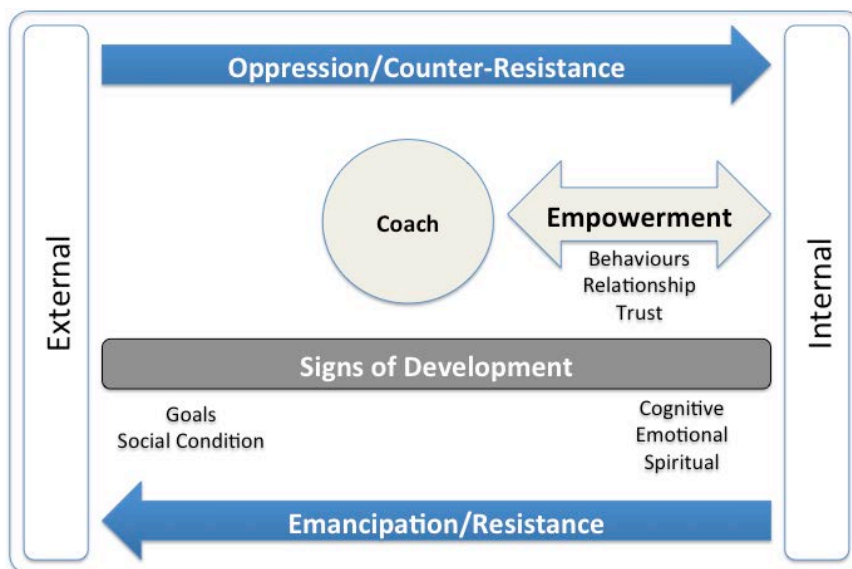 Oppression/Counter-Resistance
External
Internal
Coach
Empowerment
Behaviours
Relationship
Trust
Signs of Development
Goals
Social Condition
Cognitive
Emotional
Spiritual
Emancipation/Resistance